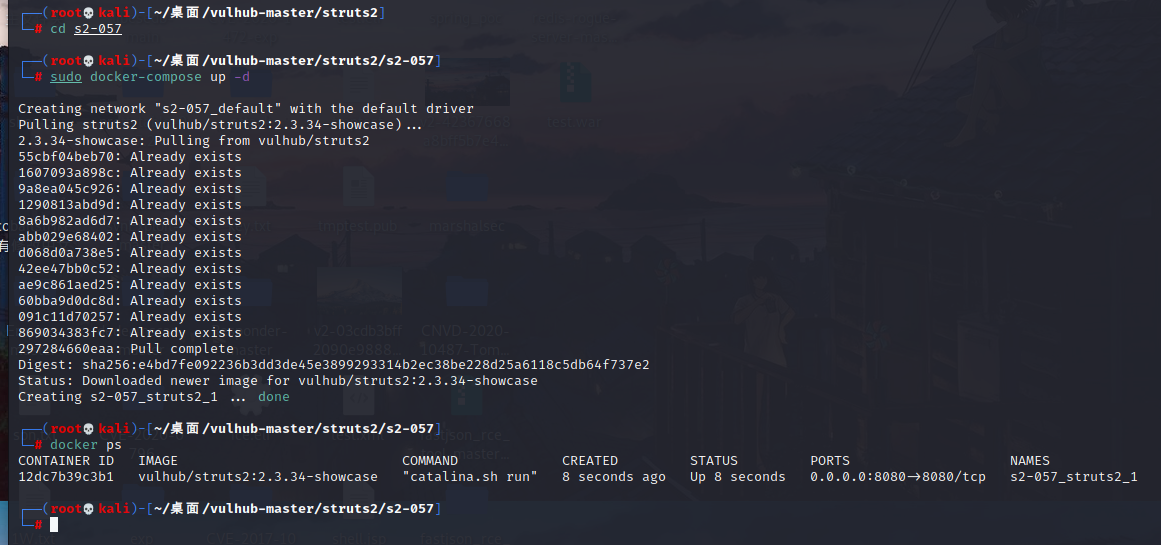 (root💀kali)-[~/桌面/vulhub-master/struts2]
# cd s2-057
(root💀kali)-[~/桌面/vulhub-master/struts2/s2-057]
# sudo docker-compose up -d
Creating network "s2-057_default" with the default driver
Pulling struts2 (vulhub/struts2:2.3.34-showcase)...
2.3.34-showcase: Pulling from vulhub/struts2
55cbf04beb70: Already exists
1607093a898c: Already exists
9a8ea045c926: Already exists
1290813abd9d: Already exists
8a6b982ad6d7: Already exists
abb029e68402: Already exists
d068d0a738e5: Already exists
42ee47bb0c52: Already exists
ae9c861aed25: Already exists
60bba9d0dc8d: Already exists
091c11d70257: Already exists
869034383fc7: Already exists
297284660eaa: Pull complete
Digest: sha256:e4bd7fe092236b3dd3de45e3899293314b2ec38be228d25a6118c5db64f737e2
Status: Downloaded newer image for vulhub/struts2:2.3.34-showcase
Creating s2-057_struts2_1 ... done
(root💀kali)-[~/桌面/vulhub-master/struts2/s2-057]
# docker ps
CONTAINER ID IMAGE COMMAND CREATED STATUS PORTS NAMES
12dc7b39c3b1 vulhub/struts2:2.3.34-showcase "catalina.sh run" 8 seconds ago Up 8 seconds 0.0.0.0:8080->8080/tcp s2-057_struts2_1
(root💀kali)-[~/桌面/vulhub-master/struts2/s2-057]
#